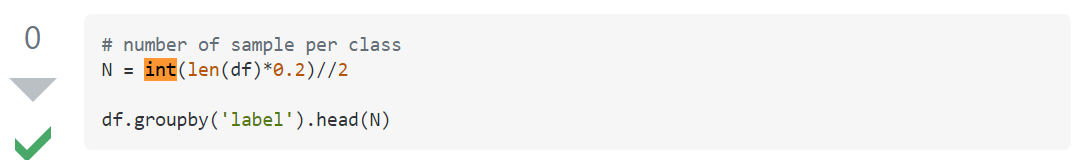 0
# number of sample per class
N = int(len(df)*0.2)//2
df.groupby('label').head(N)